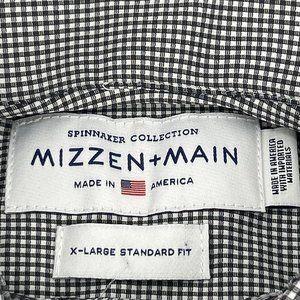 SPINNAKER COLLECTION
MIZZEN+MAIN
MADE IN AMERICA
MADE IN AMERICA
WITH IMPORTED
MATERIALS
X-LARGE STANDARD FIT